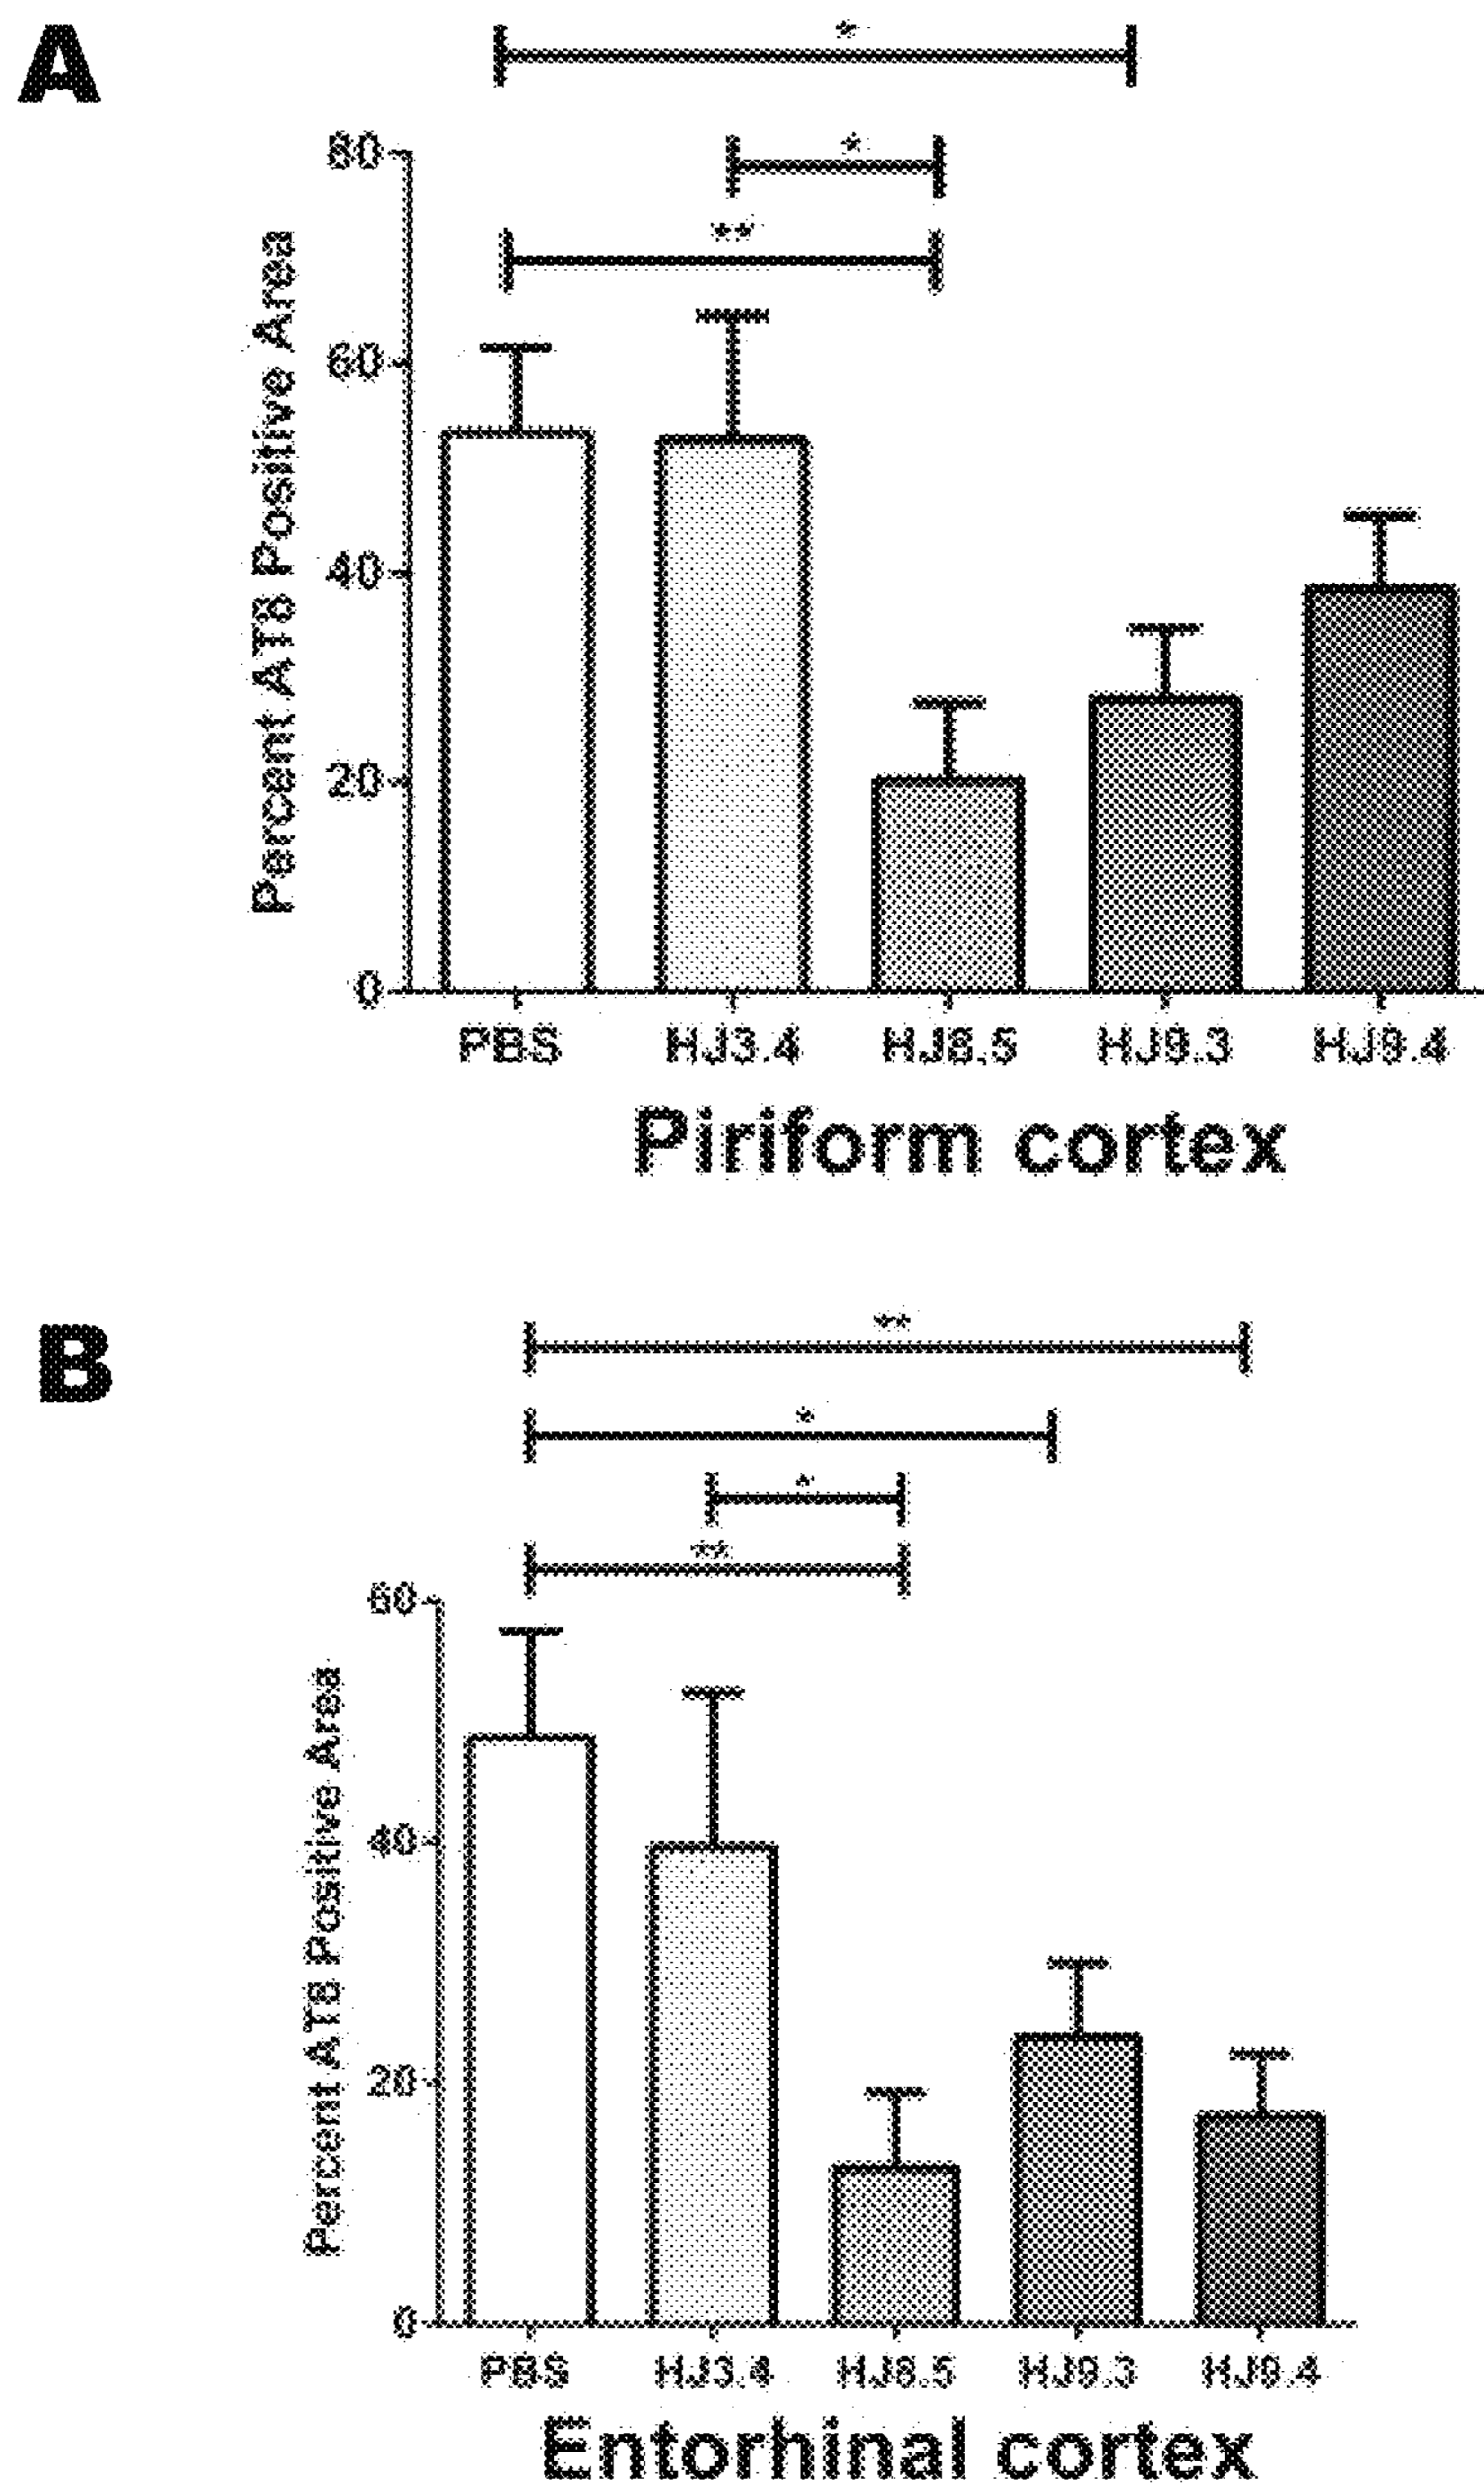 A
*
*
**
Percent AT8 Positive Area
80
60
40
20
0
PBS HJ3.4 HJ8.5 HJ9.3 HJ9.4
Piriform cortex
B
**
*
*
**
Percent AT8 Positive Area
60
40
20
0
PBS HJ3.4 HJ8.5 HJ9.3 HJ9.4
Entorhinal cortex